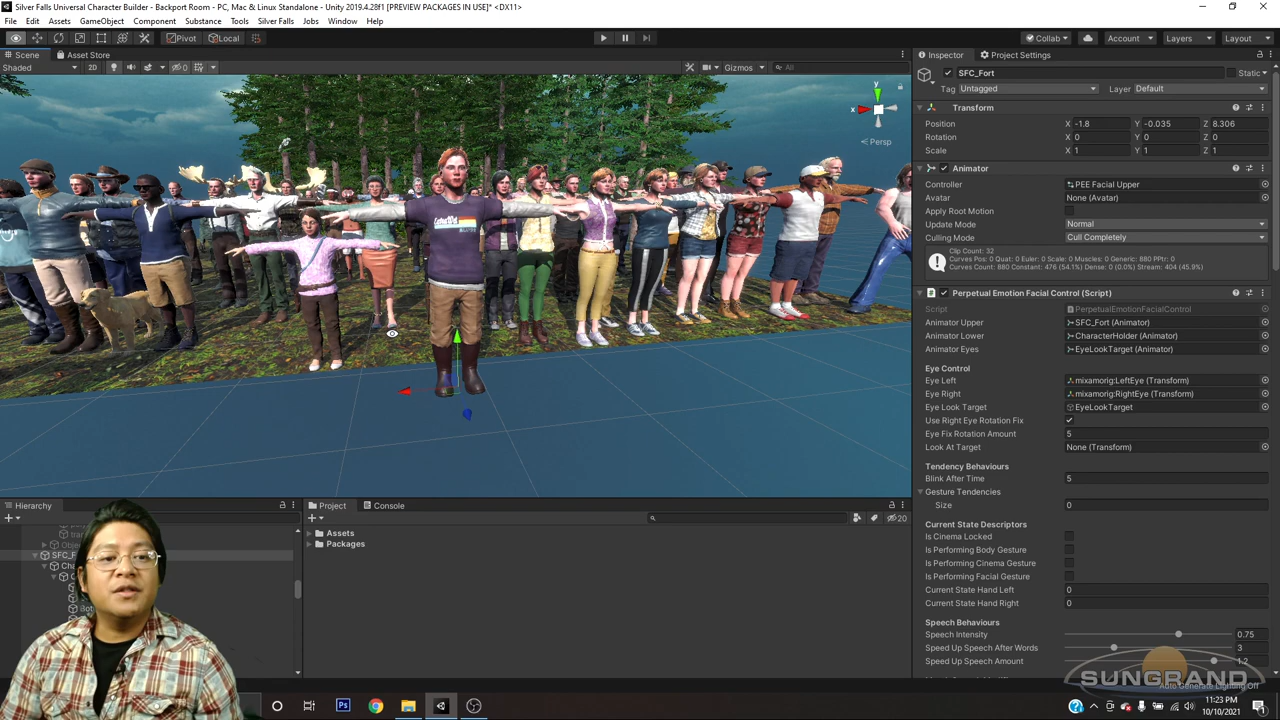 Silver Falls Universal Character Builder - Backport Room - PC, Mac & Linux Standalone - Unity 2019.4.28f1 [PREVIEW PACKAGES IN USE]* <DX11>
File Edit Assets GameObject Component Substance Tools Silver Falls Jobs Window Help
Pivot Local Collab Account Layers Layout
Scene Asset Store
Shaded 2D 0 Gizmos All
y
x
Persp
Inspector Project Settings
SFC_Fort Static
Tag Untagged Layer Default
Transform
Position X -1.8 Y -0.035 Z 8.306
Rotation X 0 Y 0 Z 0
Scale X 1 Y 1 Z 1
Animator
Controller PEE Facial Upper
Avatar None (Avatar)
Apply Root Motion
Update Mode Normal
Culling Mode Cull Completely
Clip Count: 32
Curves Pos: 0 Quat: 0 Euler: 0 Scale: 0 Muscles: 0 Generic: 880 PPtr: 0
Curves Count: 880 Constant: 476 (54.1%) Dense: 0 (0.0%) Stream: 404 (45.9%)
Perpetual Emotion Facial Control (Script)
Script PerpetualEmotionFacialControl
Animator Upper SFC_Fort (Animator)
Animator Lower CharacterHolder (Animator)
Animator Eyes EyeLookTarget (Animator)
Eye Control
Eye Left mixamorig:LeftEye (Transform)
Eye Right mixamorig:RightEye (Transform)
Eye Look Target EyeLookTarget
Use Right Eye Rotation Fix
Eye Fix Rotation Amount 5
Look At Target None (Transform)
Tendency Behaviours
Blink After Time 5
Gesture Tendencies
Size 0
Current State Descriptors
Is Cinema Locked
Is Performing Body Gesture
Is Performing Cinema Gesture
Is Performing Facial Gesture
Current State Hand Left 0
Current State Hand Right 0
Speech Behaviours
Speech Intensity 0.75
Speed Up Speech After Words 3
Speed Up Speech Amount 1.2
Hierarchy
SFC_F
Project Console
20
Assets
Packages
SUNGRAND
Auto Generate Lighting Off
Ps
11:23 PM
10/10/2021